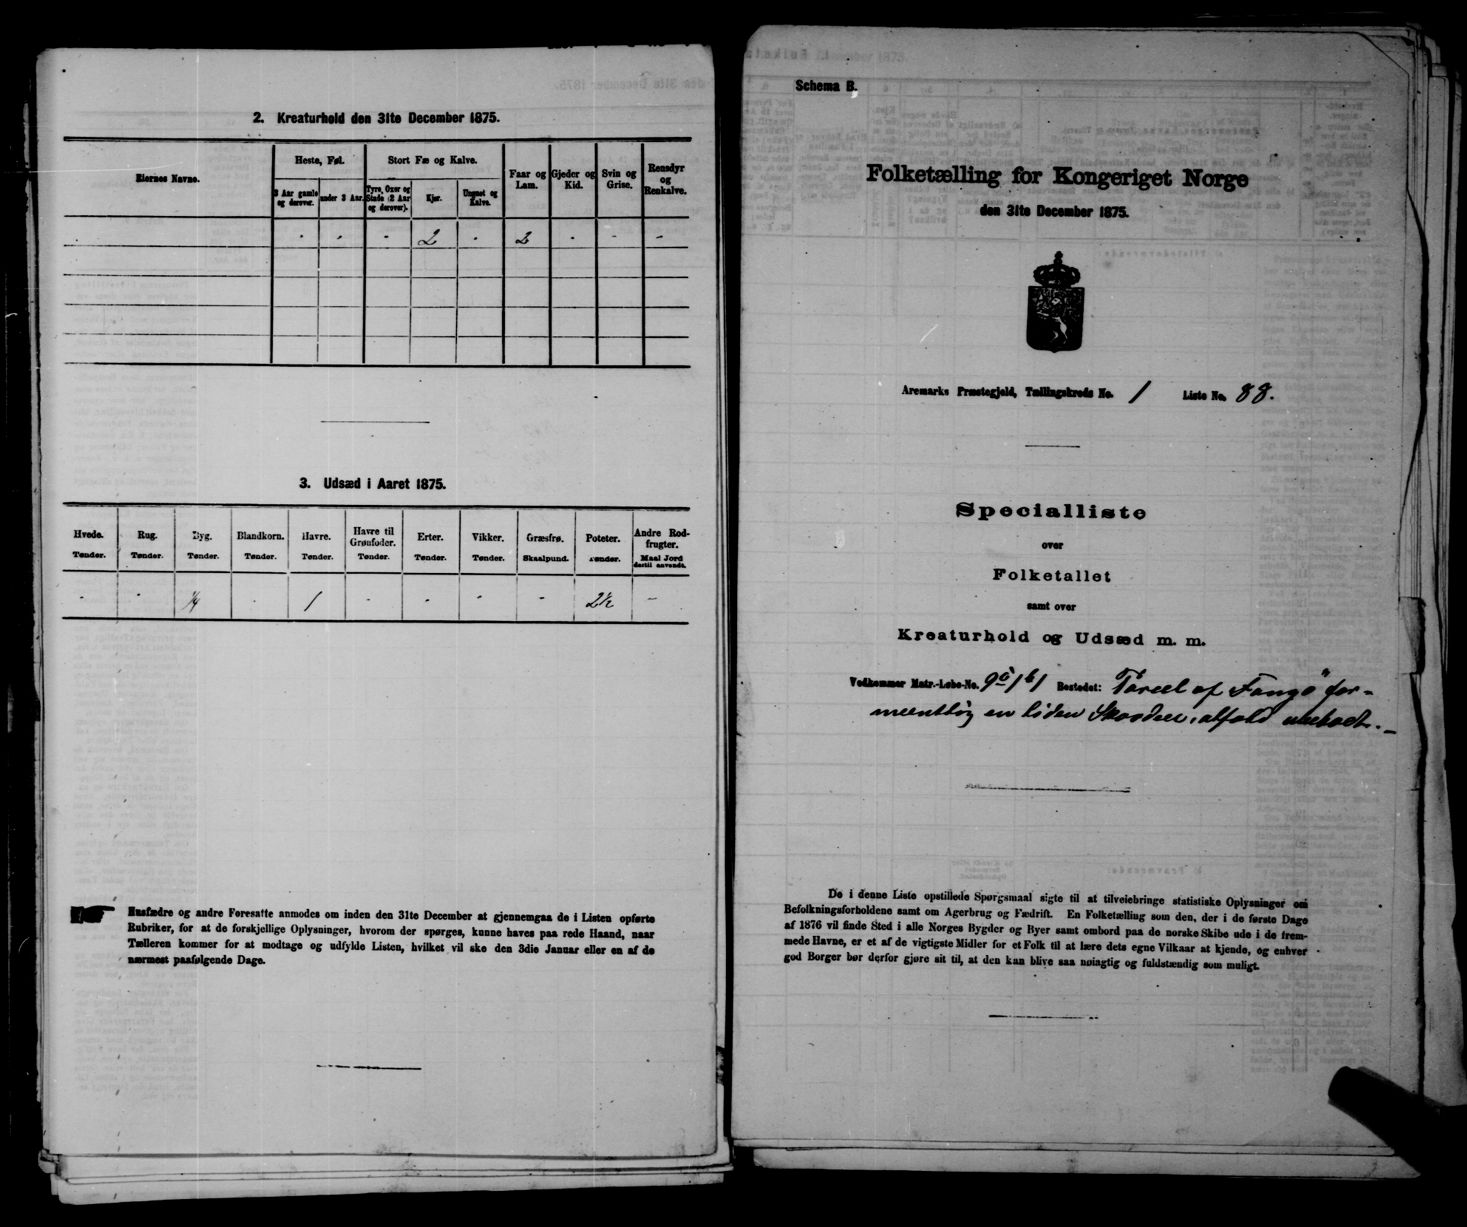 2. Kreaturhold den 31te December 1875.
Eiernes Navne.
Heste, Føl.
3 Aar gamle og derover.
under 3 Aar.
Stort Fæ og Kalve.
Tyre, Oxer og Stude (2 Aar og derover).
Kjør.
Ungnet og Kalve.
Faar og Lam.
Gjeder og Kid.
Svin og Grise.
Rensdyr og Renkalve.
- - - 2 - 2 - - -
3. Udsæd i Aaret 1875.
Hvede. Rug. Byg. Blandkorn. Havre. Havre til Grønfoder. Erter. Vikker. Græsfrø. Poteter. Andre Rodfrugter.
Tønder. Tønder. Tønder. Tønder. Tønder. Tønder. Tønder. Tønder. Skaalpund. Tønder. Maal Jord dertil anvendt.
- - 1/4 - 1 - - - - 2 1/2 -
Husfædre og andre Foresatte anmodes om inden den 31te December at gjennemgaa de i Listen opførte
Rubriker, for at de forskjellige Oplysninger, hvorom der spørges, kunne haves paa rede Haand, naar
Tælleren kommer for at modtage og udfylde Listen, hvilket vil ske den 3die Januar eller en af de
nærmest paafølgende Dage.
Schema B.
Folketælling for Kongeriget Norge
den 31te December 1875.
Aremarks Præstegjeld, Tællingskreds No. 1 Liste No. 88.
Specialliste
over
Folketallet
samt over
Kreaturhold og Udsæd m. m.
Vedkommer Matr.-Løbe-No. Bostedet: af
en liden
De i denne Liste opstillede Spørgsmaal sigte til at tilveiebringe statistiske Oplysninger om
Befolkningsforholdene samt om Agerbrug og Fædrift. En Folketælling som den, der i de første Dage
af 1876 vil finde Sted i alle Norges Bygder og Byer samt ombord paa de norske Skibe ude i de frem-
mede Havne, er et af de vigtigste Midler for et Folk til at lære dets egne Vilkaar at kjende, og enhver
god Borger bør derfor gjøre sit til, at den kan blive saa nøiagtig og fuldstændig som muligt.